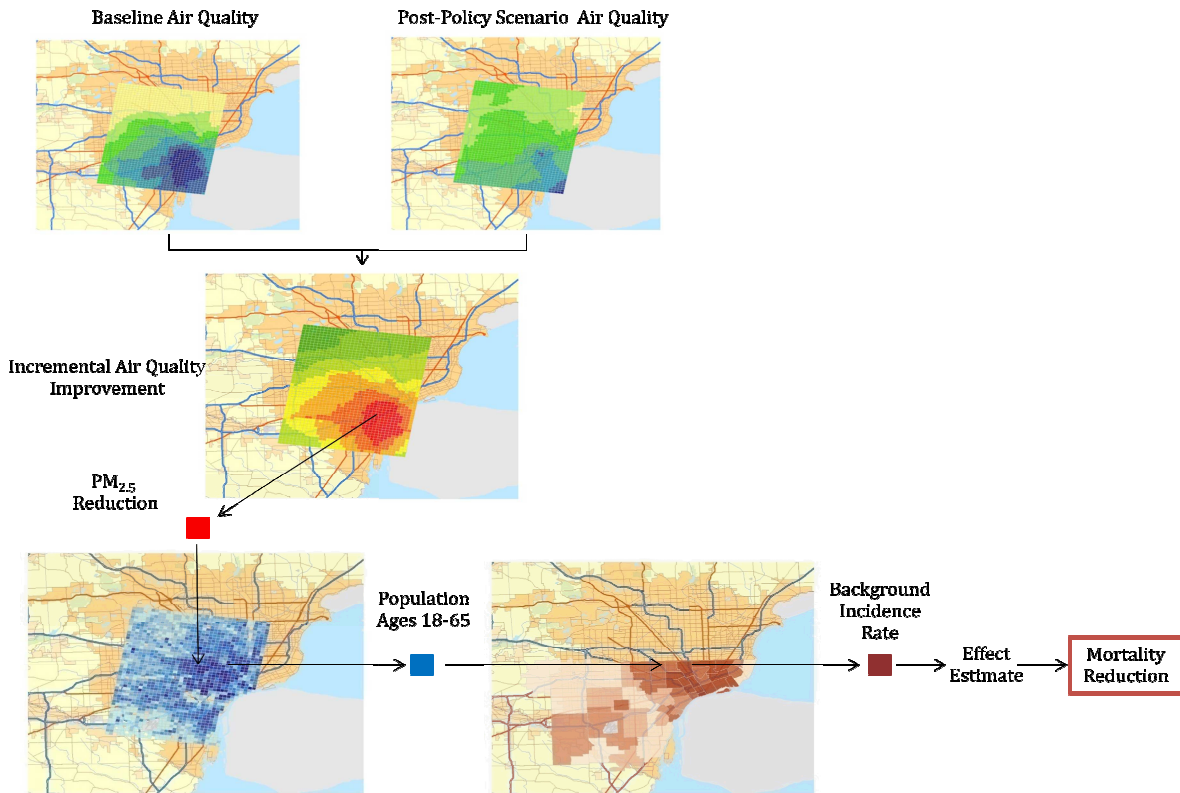 Baseline Air Quality
Post-Policy Scenario Air Quality
Incremental Air Quality
Improvement
PM2.5
Reduction
Population
Ages 18-65
Background
Incidence
Rate
Effect
Estimate
Mortality
Reduction